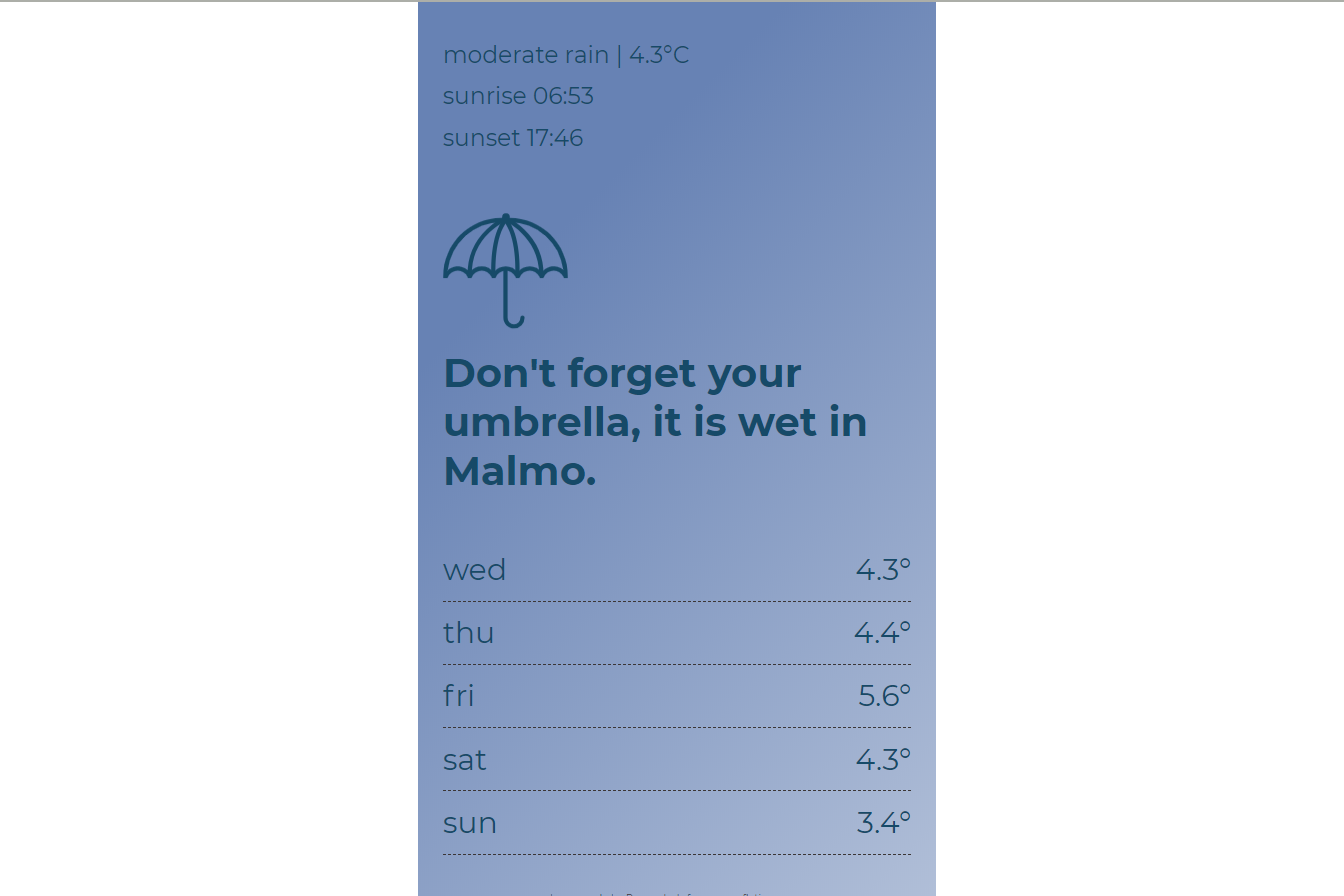 moderate rain | 4.3°C
sunrise 06:53
sunset 17:46
Don't forget your
umbrella, it is wet in
Malmo.
wed 4.3°
thu 4.4°
fri 5.6°
sat 4.3°
sun 3.4°